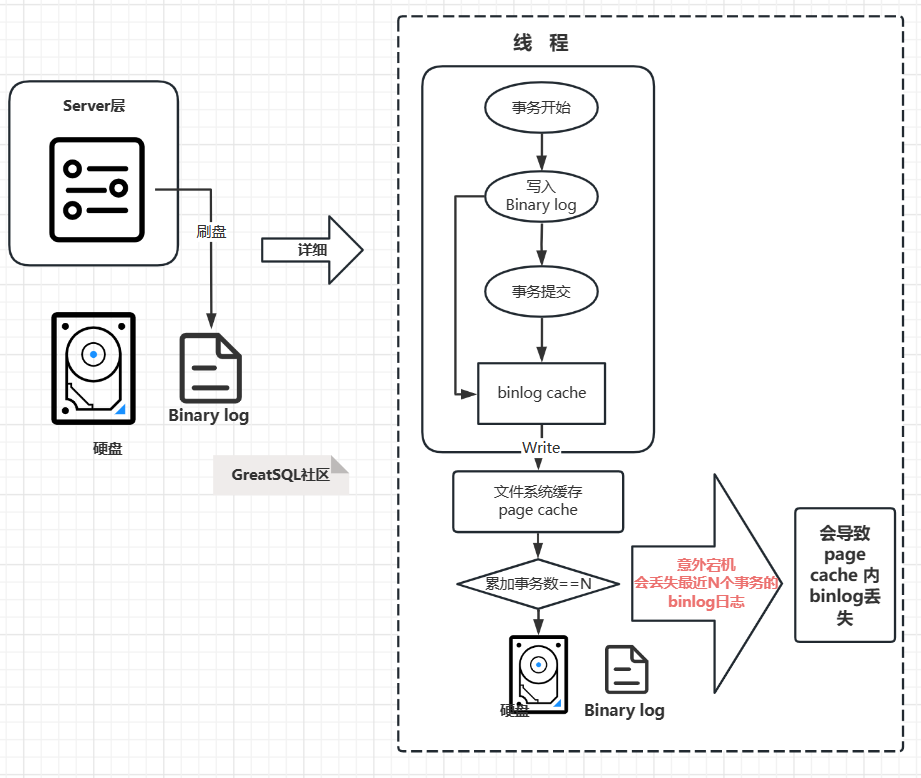 Server层
刷盘
Binary log
硬盘
GreatSQL社区
详细
线 程
事务开始
写入
Binary log
事务提交
binlog cache
Write
文件系统缓存
page cache
累加事务数==N
硬盘
Binary log
意外宕机
会丢失最近N个事务的
binlog日志
会导致
page
cache 内
binlog丢
失